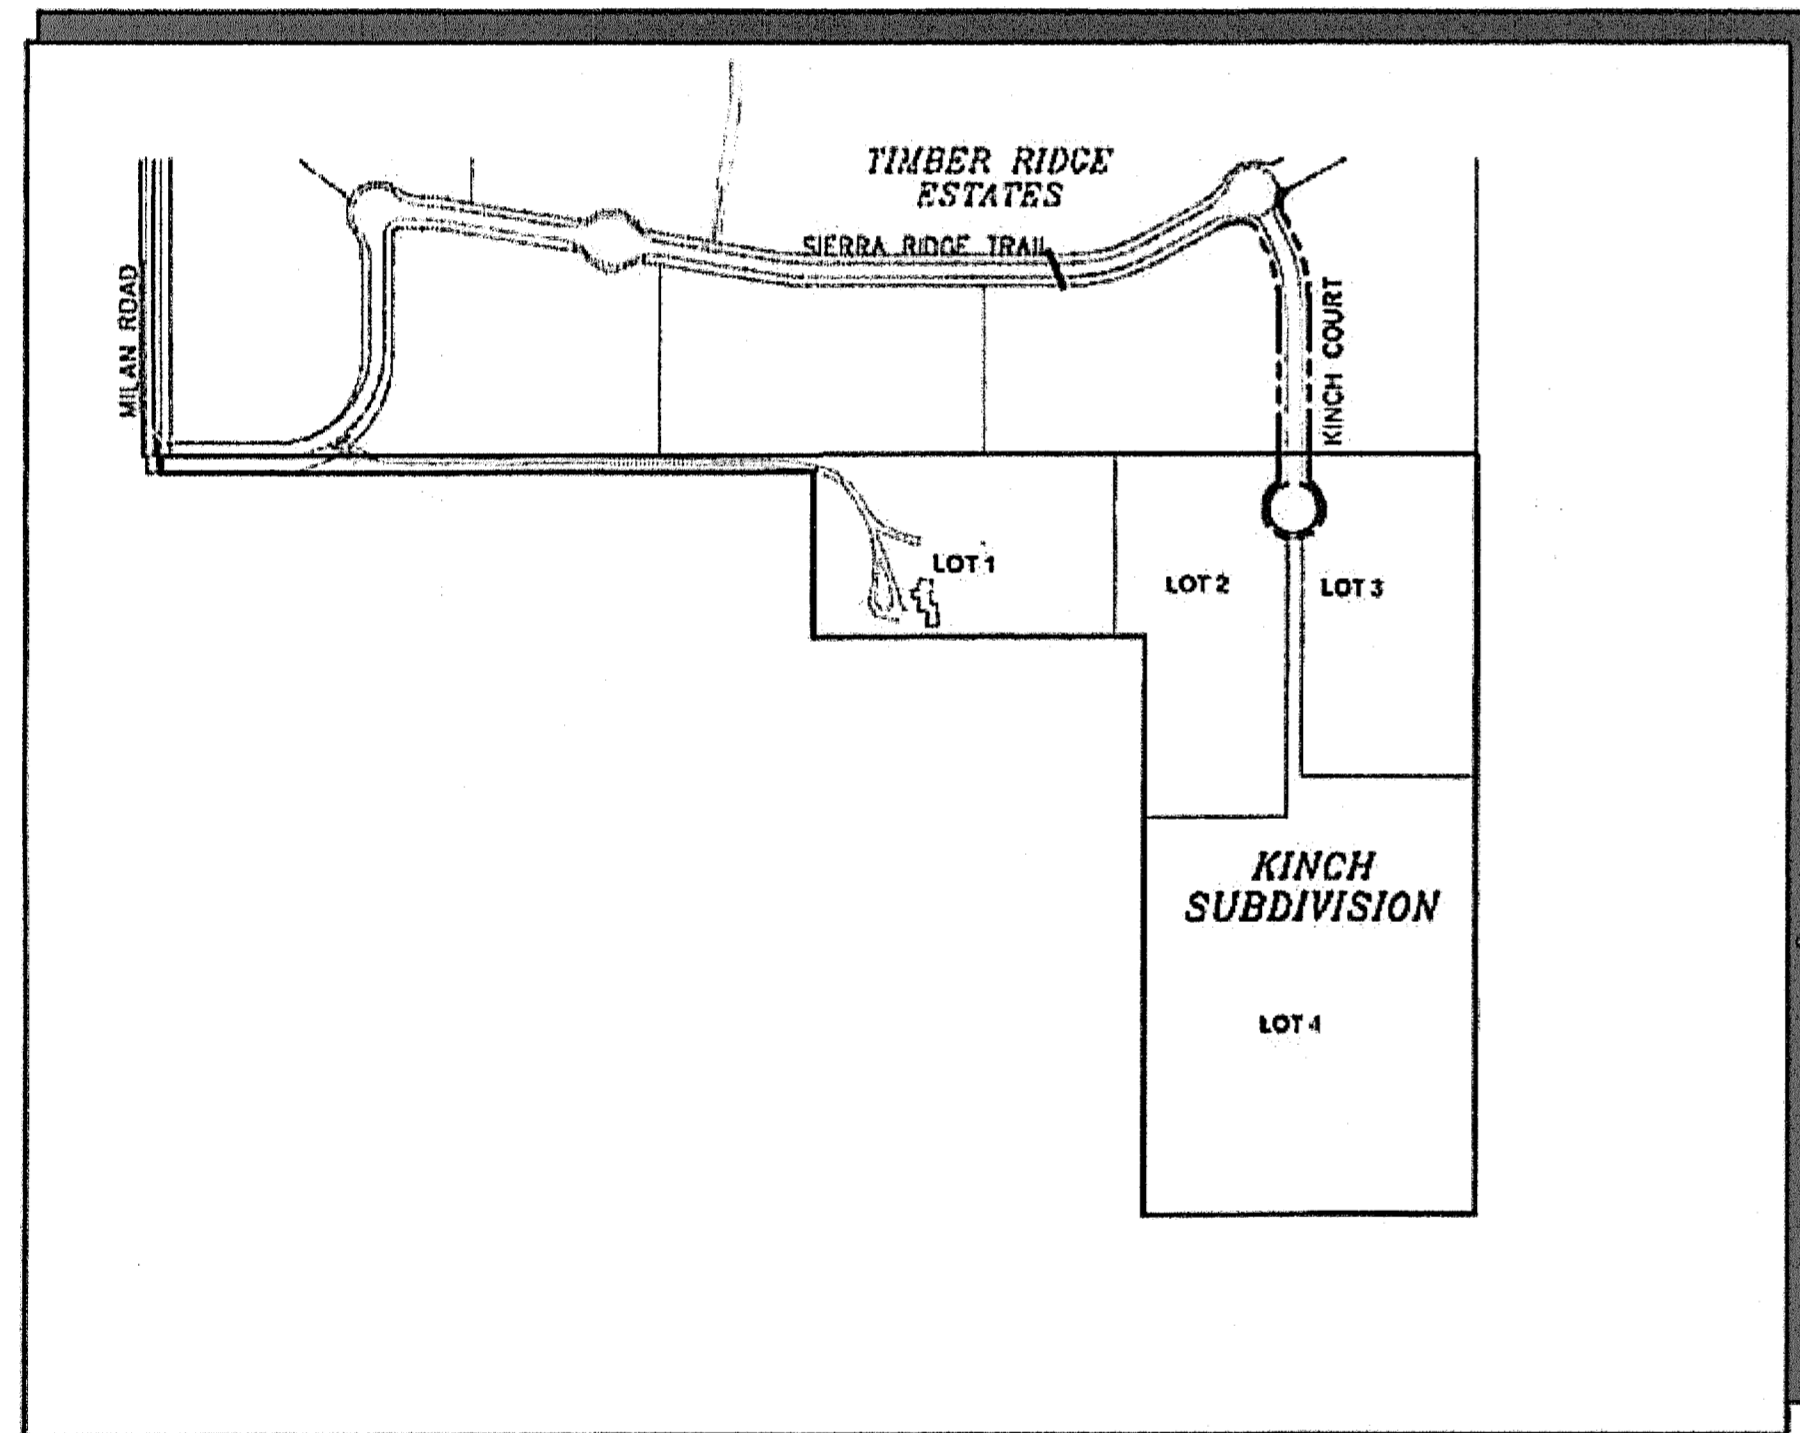 TIMBER RIDGE
ESTATES
SIERRA RIDGE TRAIL
MILAN ROAD
KINCH COURT
LOT 1
LOT 2
LOT 3
KINCH
SUBDIVISION
LOT 4